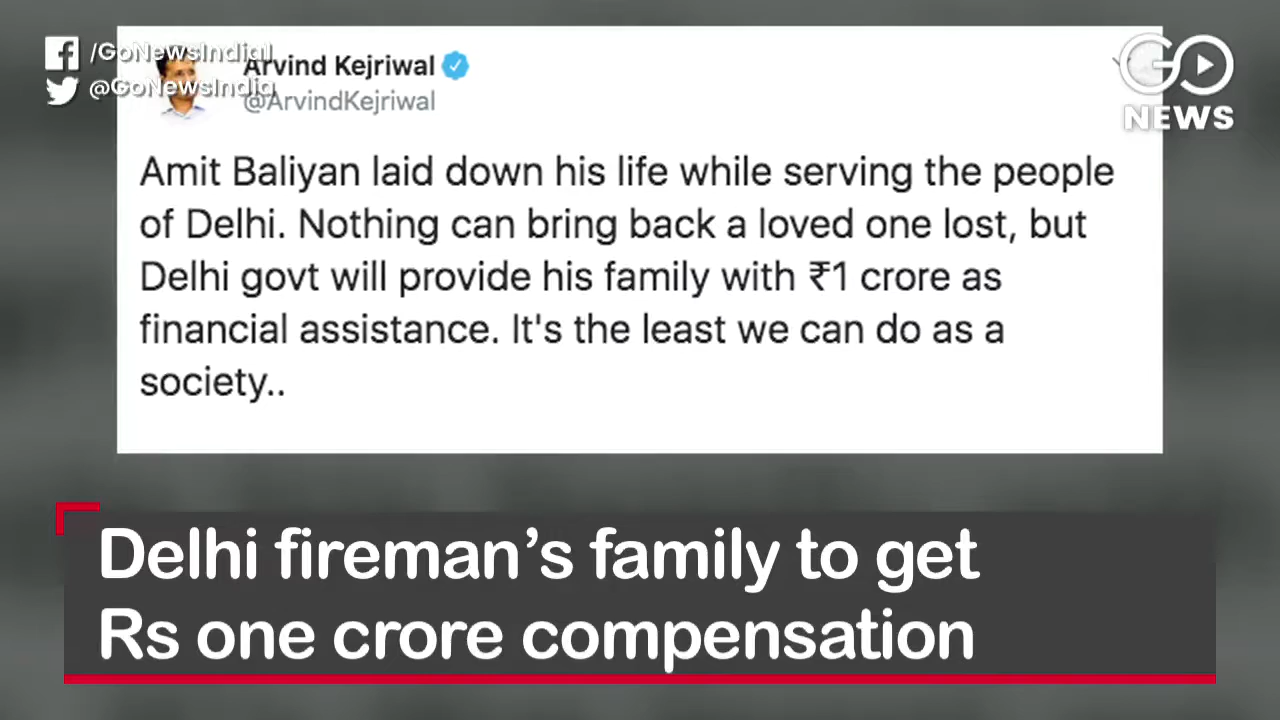 /GoNewsIndia
@GoNewsIndia
Arvind Kejriwal
@ArvindKejriwal
GO
NEWS
Amit Baliyan laid down his life while serving the people
of Delhi. Nothing can bring back a loved one lost, but
Delhi govt will provide his family with ₹1 crore as
financial assistance. It's the least we can do as a
society..
Delhi fireman’s family to get
Rs one crore compensation